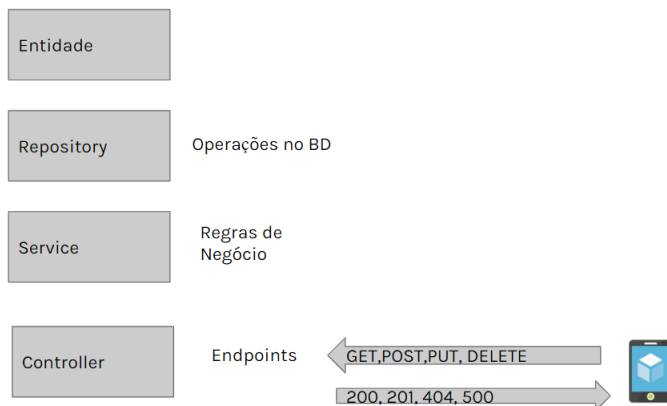 Entidade
Repository
Operações no BD
Service
Regras de
Negócio
Controller
Endpoints
GET,POST,PUT, DELETE
200, 201, 404, 500